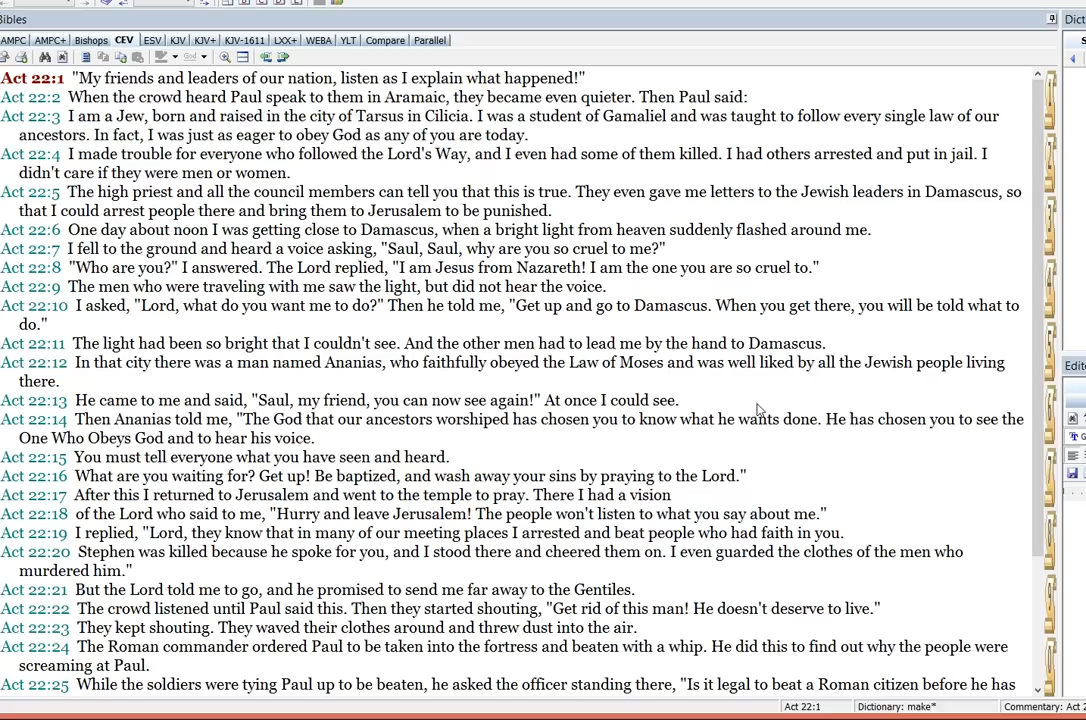 Bibles
Dict
AMPC AMPC+ Bishops CEV ESV KJV KJV+ KJV-1611 LXX+ WEBA YLT Compare Parallel
Act 22:1 "My friends and leaders of our nation, listen as I explain what happened!"
Act 22:2 When the crowd heard Paul speak to them in Aramaic, they became even quieter. Then Paul said:
Act 22:3 I am a Jew, born and raised in the city of Tarsus in Cilicia. I was a student of Gamaliel and was taught to follow every single law of our
ancestors. In fact, I was just as eager to obey God as any of you are today.
Act 22:4 I made trouble for everyone who followed the Lord's Way, and I even had some of them killed. I had others arrested and put in jail. I
didn't care if they were men or women.
Act 22:5 The high priest and all the council members can tell you that this is true. They even gave me letters to the Jewish leaders in Damascus, so
that I could arrest people there and bring them to Jerusalem to be punished.
Act 22:6 One day about noon I was getting close to Damascus, when a bright light from heaven suddenly flashed around me.
Act 22:7 I fell to the ground and heard a voice asking, "Saul, Saul, why are you so cruel to me?"
Act 22:8 "Who are you?" I answered. The Lord replied, "I am Jesus from Nazareth! I am the one you are so cruel to."
Act 22:9 The men who were traveling with me saw the light, but did not hear the voice.
Act 22:10 I asked, "Lord, what do you want me to do?" Then he told me, "Get up and go to Damascus. When you get there, you will be told what to
do."
Act 22:11 The light had been so bright that I couldn't see. And the other men had to lead me by the hand to Damascus.
Act 22:12 In that city there was a man named Ananias, who faithfully obeyed the Law of Moses and was well liked by all the Jewish people living
there.
Act 22:13 He came to me and said, "Saul, my friend, you can now see again!" At once I could see.
Act 22:14 Then Ananias told me, "The God that our ancestors worshiped has chosen you to know what he wants done. He has chosen you to see the
One Who Obeys God and to hear his voice.
Act 22:15 You must tell everyone what you have seen and heard.
Act 22:16 What are you waiting for? Get up! Be baptized, and wash away your sins by praying to the Lord."
Act 22:17 After this I returned to Jerusalem and went to the temple to pray. There I had a vision
Act 22:18 of the Lord who said to me, "Hurry and leave Jerusalem! The people won't listen to what you say about me."
Act 22:19 I replied, "Lord, they know that in many of our meeting places I arrested and beat people who had faith in you.
Act 22:20 Stephen was killed because he spoke for you, and I stood there and cheered them on. I even guarded the clothes of the men who
murdered him."
Act 22:21 But the Lord told me to go, and he promised to send me far away to the Gentiles.
Act 22:22 The crowd listened until Paul said this. Then they started shouting, "Get rid of this man! He doesn't deserve to live."
Act 22:23 They kept shouting. They waved their clothes around and threw dust into the air.
Act 22:24 The Roman commander ordered Paul to be taken into the fortress and beaten with a whip. He did this to find out why the people were
screaming at Paul.
Act 22:25 While the soldiers were tying Paul up to be beaten, he asked the officer standing there, "Is it legal to beat a Roman citizen before he has
Edito
Act 22:1
Dictionary: make*
Commentary: Act 2